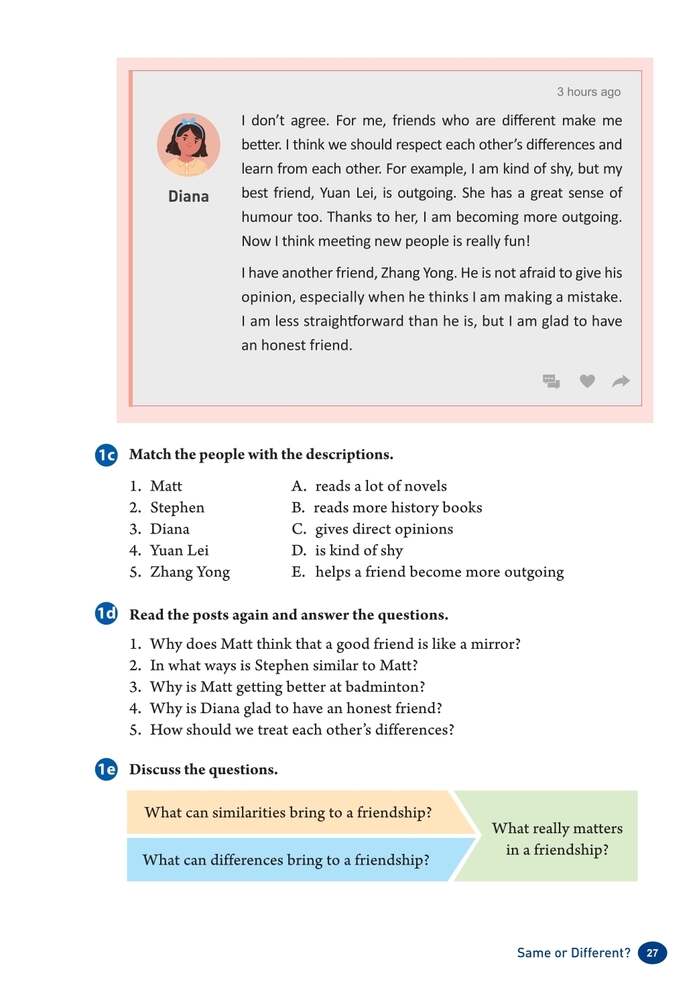 3 hours ago
I don’t agree. For me, friends who are different make me
better. I think we should respect each other’s differences and
learn from each other. For example, I am kind of shy, but my
best friend, Yuan Lei, is outgoing. She has a great sense of
humour too. Thanks to her, I am becoming more outgoing.
Now I think meeting new people is really fun!
Diana
I have another friend, Zhang Yong. He is not afraid to give his
opinion, especially when he thinks I am making a mistake.
I am less straightforward than he is, but I am glad to have
an honest friend.
1c Match the people with the descriptions.
1. Matt A. reads a lot of novels
2. Stephen B. reads more history books
3. Diana C. gives direct opinions
4. Yuan Lei D. is kind of shy
5. Zhang Yong E. helps a friend become more outgoing
1d Read the posts again and answer the questions.
1. Why does Matt think that a good friend is like a mirror?
2. In what ways is Stephen similar to Matt?
3. Why is Matt getting better at badminton?
4. Why is Diana glad to have an honest friend?
5. How should we treat each other’s differences?
1e Discuss the questions.
What can similarities bring to a friendship?
What can differences bring to a friendship?
What really matters
in a friendship?
Same or Different? 27